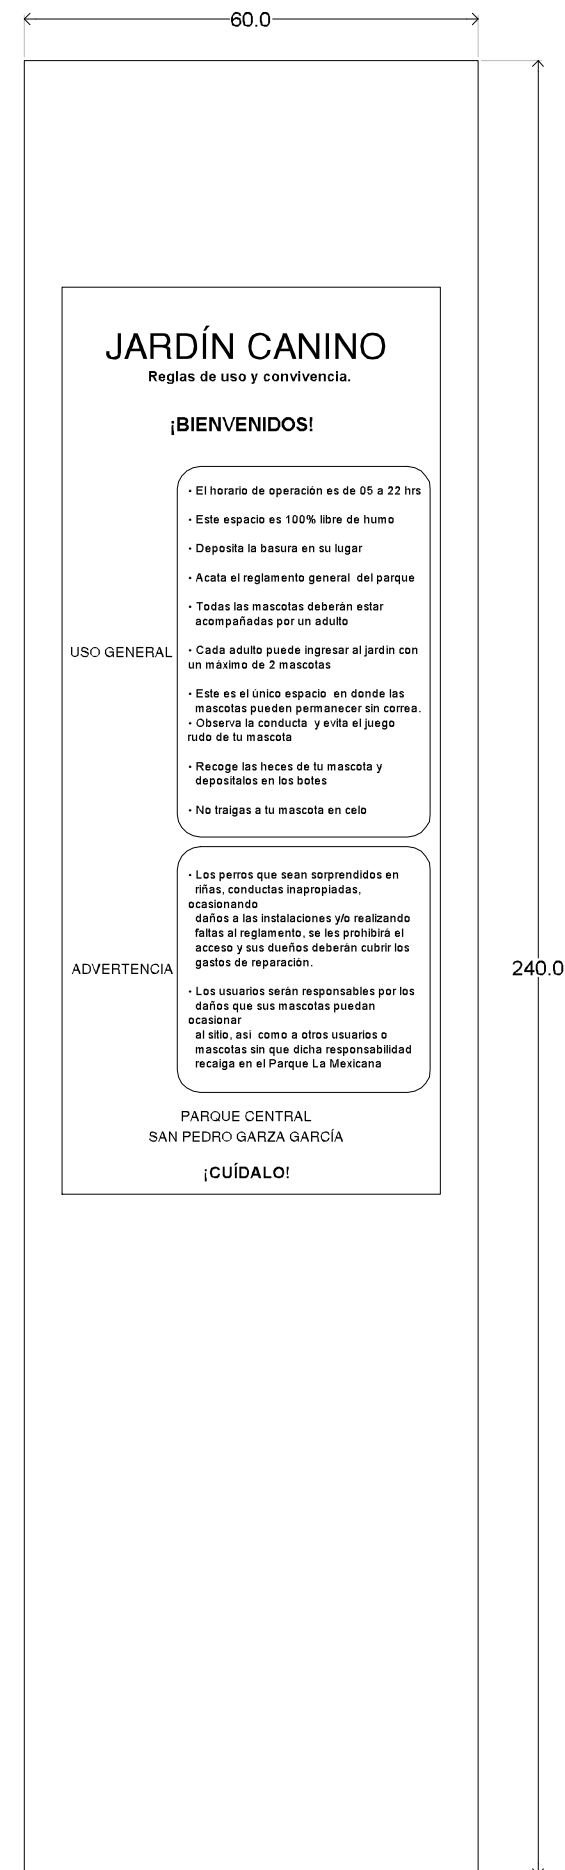 60.0
JARDÍN CANINO
Reglas de uso y convivencia.
¡BIENVENIDOS!
• El horario de operación es de 05 a 22 hrs
• Este espacio es 100% libre de humo
• Deposita la basura en su lugar
• Acata el reglamento general  del parque
• Todas las mascotas deberán estar
acompañadas por un adulto
USO GENERAL
• Cada adulto puede ingresar al jardín con
un máximo de 2 mascotas
• Este es el único espacio  en donde las
mascotas pueden permanecer sin correa.
• Observa la conducta  y evita el juego
rudo de tu mascota
• Recoge las heces de tu mascota y
deposítalos en los botes
• No traigas a tu mascota en celo
• Los perros que sean sorprendidos en
riñas, conductas inapropiadas,
ocasionando
daños a las instalaciones y/o realizando
faltas al reglamento, se les prohibirá el
acceso y sus dueños deberán cubrir los
gastos de reparación.
ADVERTENCIA
• Los usuarios serán responsables por los
daños que sus mascotas puedan
ocasionar
al sitio, así  como a otros usuarios o
mascotas sin que dicha responsabilidad
recaiga en el Parque La Mexicana
PARQUE CENTRAL
SAN PEDRO GARZA GARCÍA
¡CUÍDALO!
240.0